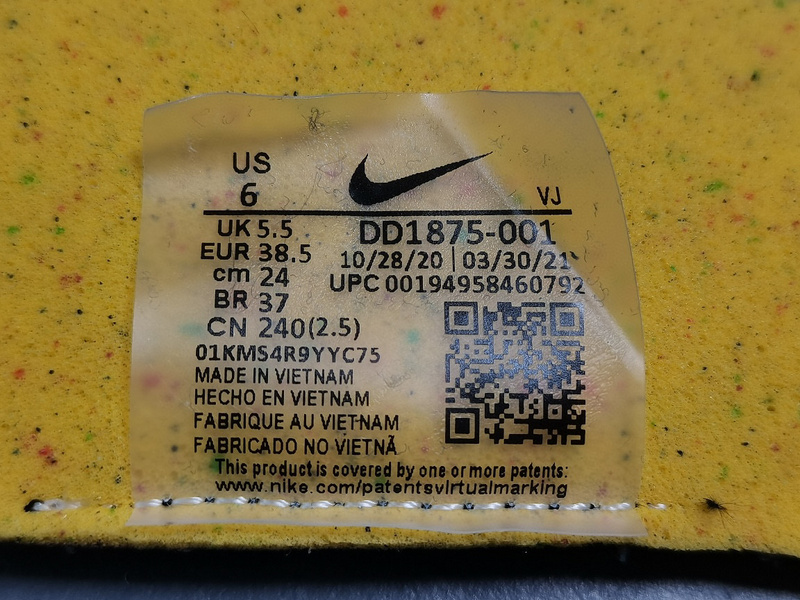 US
6
VJ
UK 5.5
EUR 38.5
cm 24
BR 37
CN 240(2.5)
DD1875-001
10/28/20 | 03/30/21
UPC 00194958460792
01KMS4R9YYC75
MADE IN VIETNAM
HECHO EN VIETNAM
FABRIQUE AU VIETNAM
FABRICADO NO VIETNÃ
This product is covered by one or more patents:
www.nike.com/patentsvirtualmarking